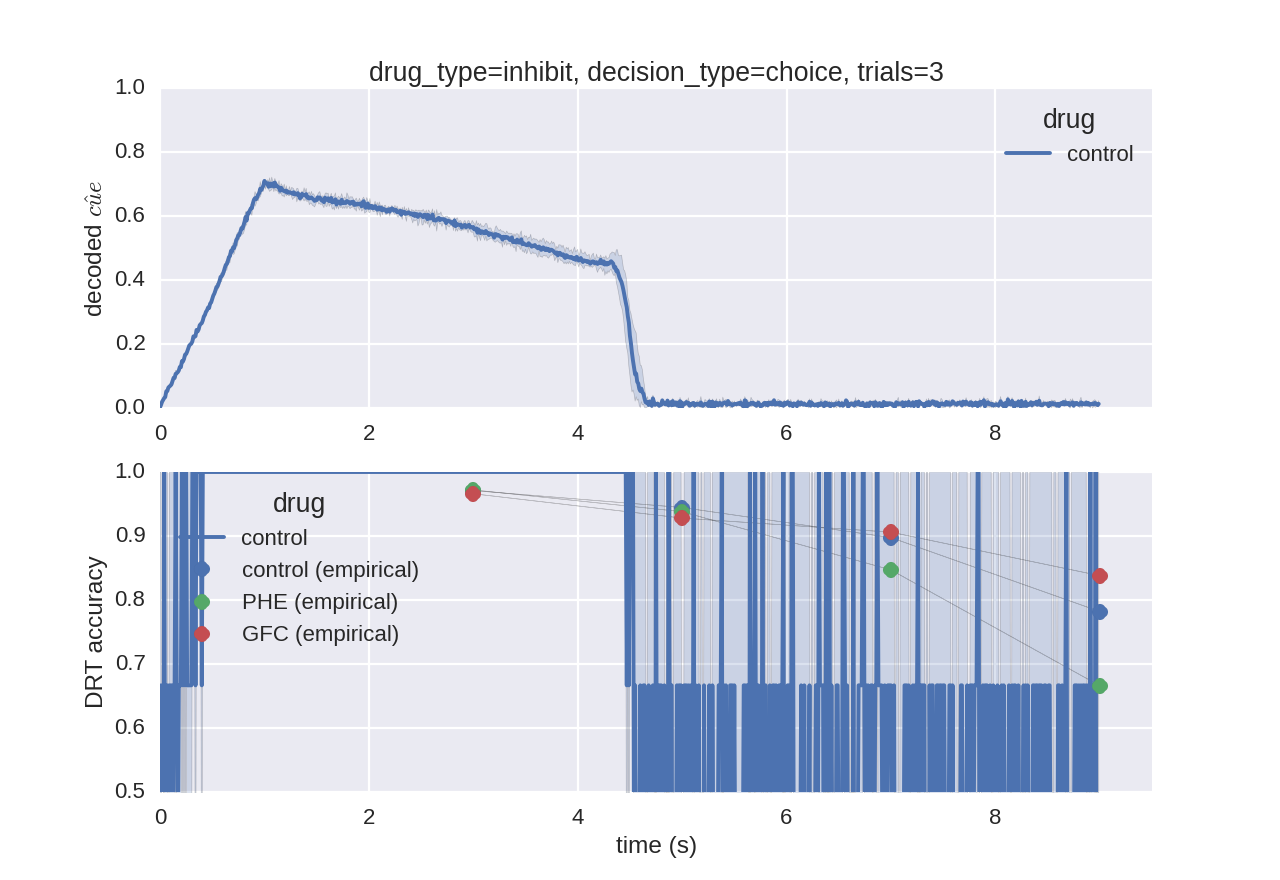 drug_type=inhibit, decision_type=choice, trials=3
1.0
0.8
0.6
0.4
0.2
0.0
decoded cûe
drug
control
0 2 4 6 8
1.0
0.9
0.8
0.7
0.6
0.5
DRT accuracy
drug
control
control (empirical)
PHE (empirical)
GFC (empirical)
0 2 4 6 8
time (s)